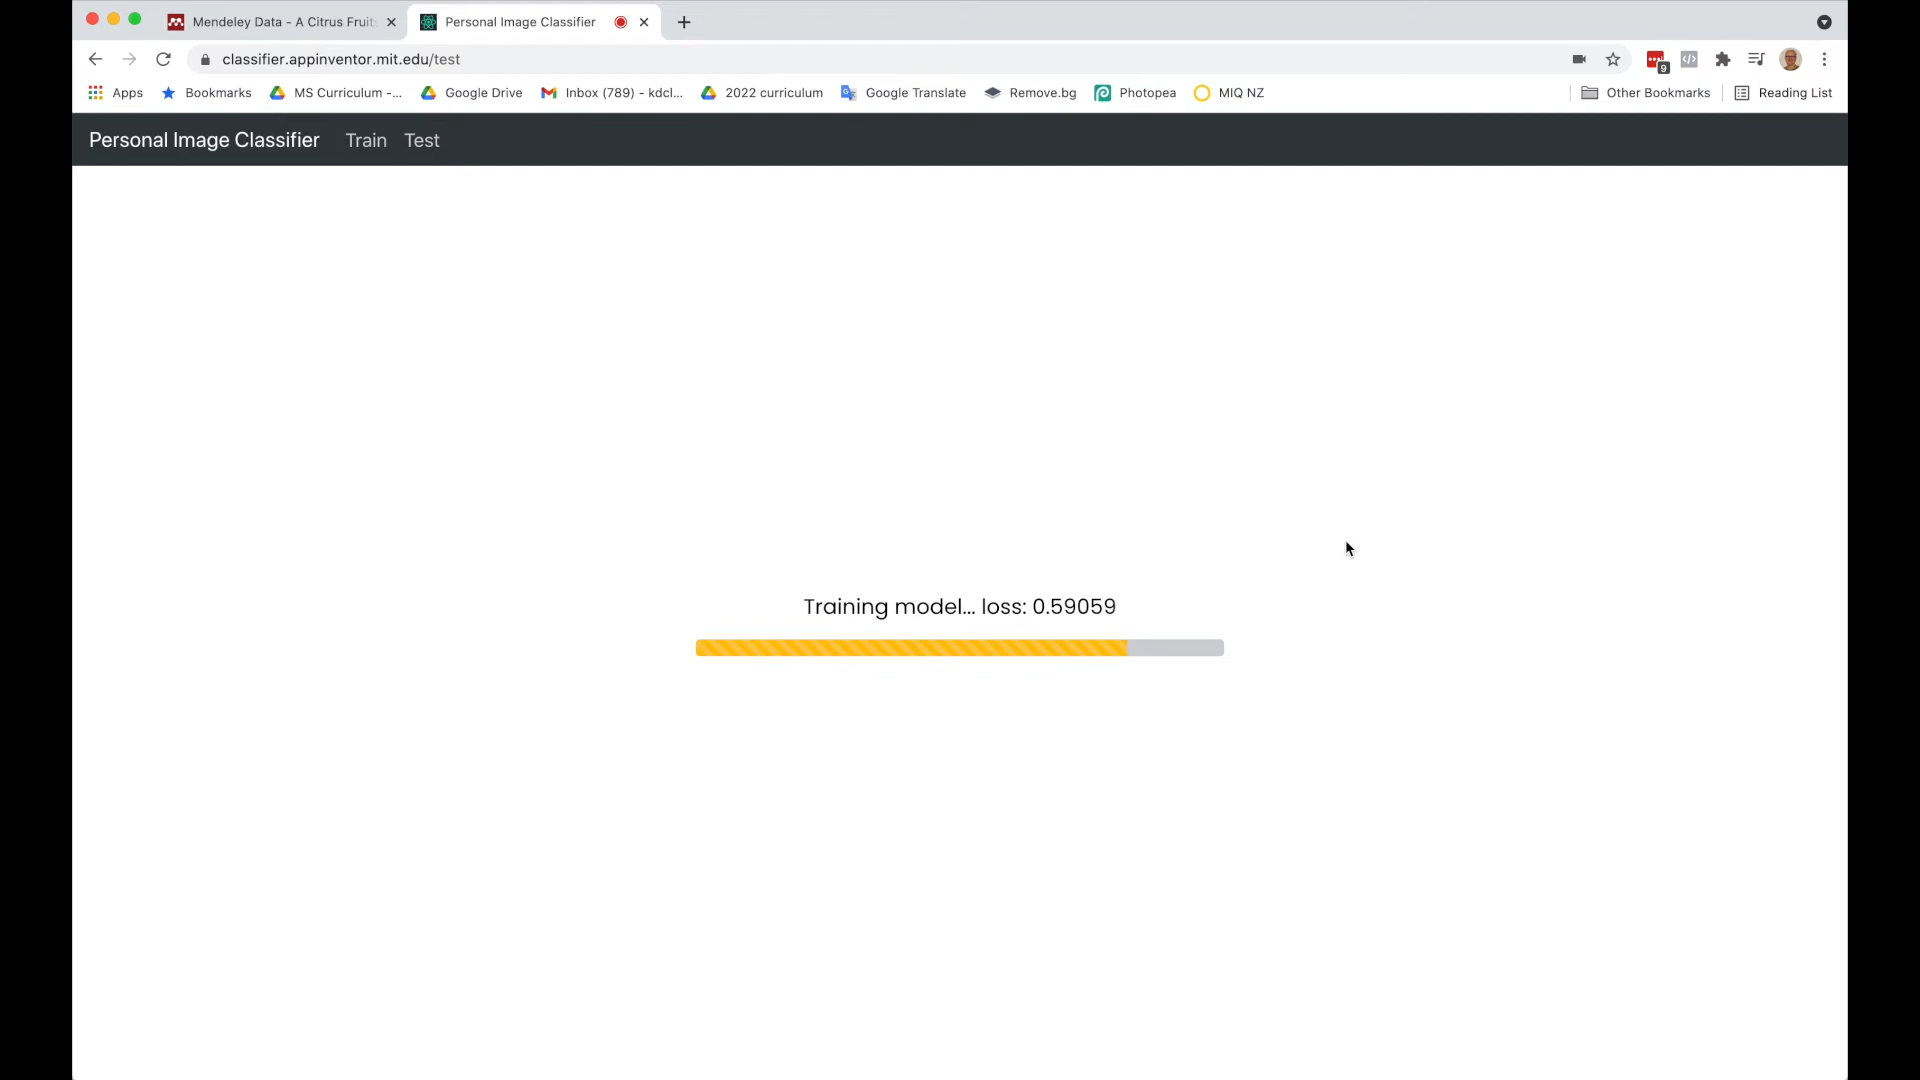 Mendeley Data - A Citrus Fruit
Personal Image Classifier
classifier.appinventor.mit.edu/test
9
Apps
Bookmarks
MS Curriculum -...
Google Drive
Inbox (789) - kdcl...
2022 curriculum
Google Translate
Remove.bg
Photopea
MIQ NZ
Other Bookmarks
Reading List
Personal Image Classifier
Train
Test
Training model... loss: 0.59059